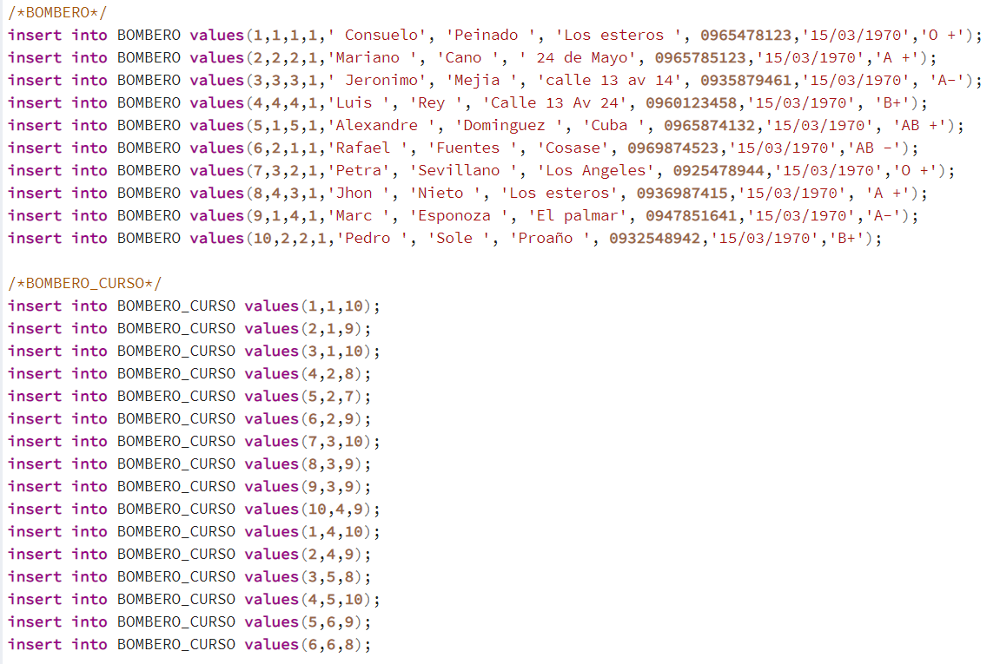 /*BOMBERO*/
insert into BOMBERO values(1,1,1,1,' Consuelo', 'Peinado ', 'Los esteros ', 0965478123,'15/03/1970','O +');
insert into BOMBERO values(2,2,2,1,'Mariano ', 'Cano ', ' 24 de Mayo', 0965785123,'15/03/1970','A +');
insert into BOMBERO values(3,3,3,1,' Jeronimo', 'Mejia ', 'calle 13 av 14', 0935879461,'15/03/1970', 'A−');
insert into BOMBERO values(4,4,4,1,'Luis ', 'Rey ', 'Calle 13 Av 24', 0960123458,'15/03/1970', 'B+');
insert into BOMBERO values(5,1,5,1,'Alexandre ', 'Dominguez ', 'Cuba ', 0965874132,'15/03/1970', 'AB +');
insert into BOMBERO values(6,2,1,1,'Rafael ', 'Fuentes ', 'Cosase', 0969874523,'15/03/1970','AB −');
insert into BOMBERO values(7,3,2,1,'Petra', 'Sevillano ', 'Los Angeles', 0925478944,'15/03/1970','O +');
insert into BOMBERO values(8,4,3,1,'Jhon ', 'Nieto ', 'Los esteros', 0936987415,'15/03/1970', 'A +');
insert into BOMBERO values(9,1,4,1,'Marc ', 'Esponoza ', 'El palmar', 0947851641,'15/03/1970','A−');
insert into BOMBERO values(10,2,2,1,'Pedro ', 'Sole ', 'Proaño ', 0932548942,'15/03/1970','B+');

/*BOMBERO_CURSO*/
insert into BOMBERO_CURSO values(1,1,10);
insert into BOMBERO_CURSO values(2,1,9);
insert into BOMBERO_CURSO values(3,1,10);
insert into BOMBERO_CURSO values(4,2,8);
insert into BOMBERO_CURSO values(5,2,7);
insert into BOMBERO_CURSO values(6,2,9);
insert into BOMBERO_CURSO values(7,3,10);
insert into BOMBERO_CURSO values(8,3,9);
insert into BOMBERO_CURSO values(9,3,9);
insert into BOMBERO_CURSO values(10,4,9);
insert into BOMBERO_CURSO values(1,4,10);
insert into BOMBERO_CURSO values(2,4,9);
insert into BOMBERO_CURSO values(3,5,8);
insert into BOMBERO_CURSO values(4,5,10);
insert into BOMBERO_CURSO values(5,6,9);
insert into BOMBERO_CURSO values(6,6,8);